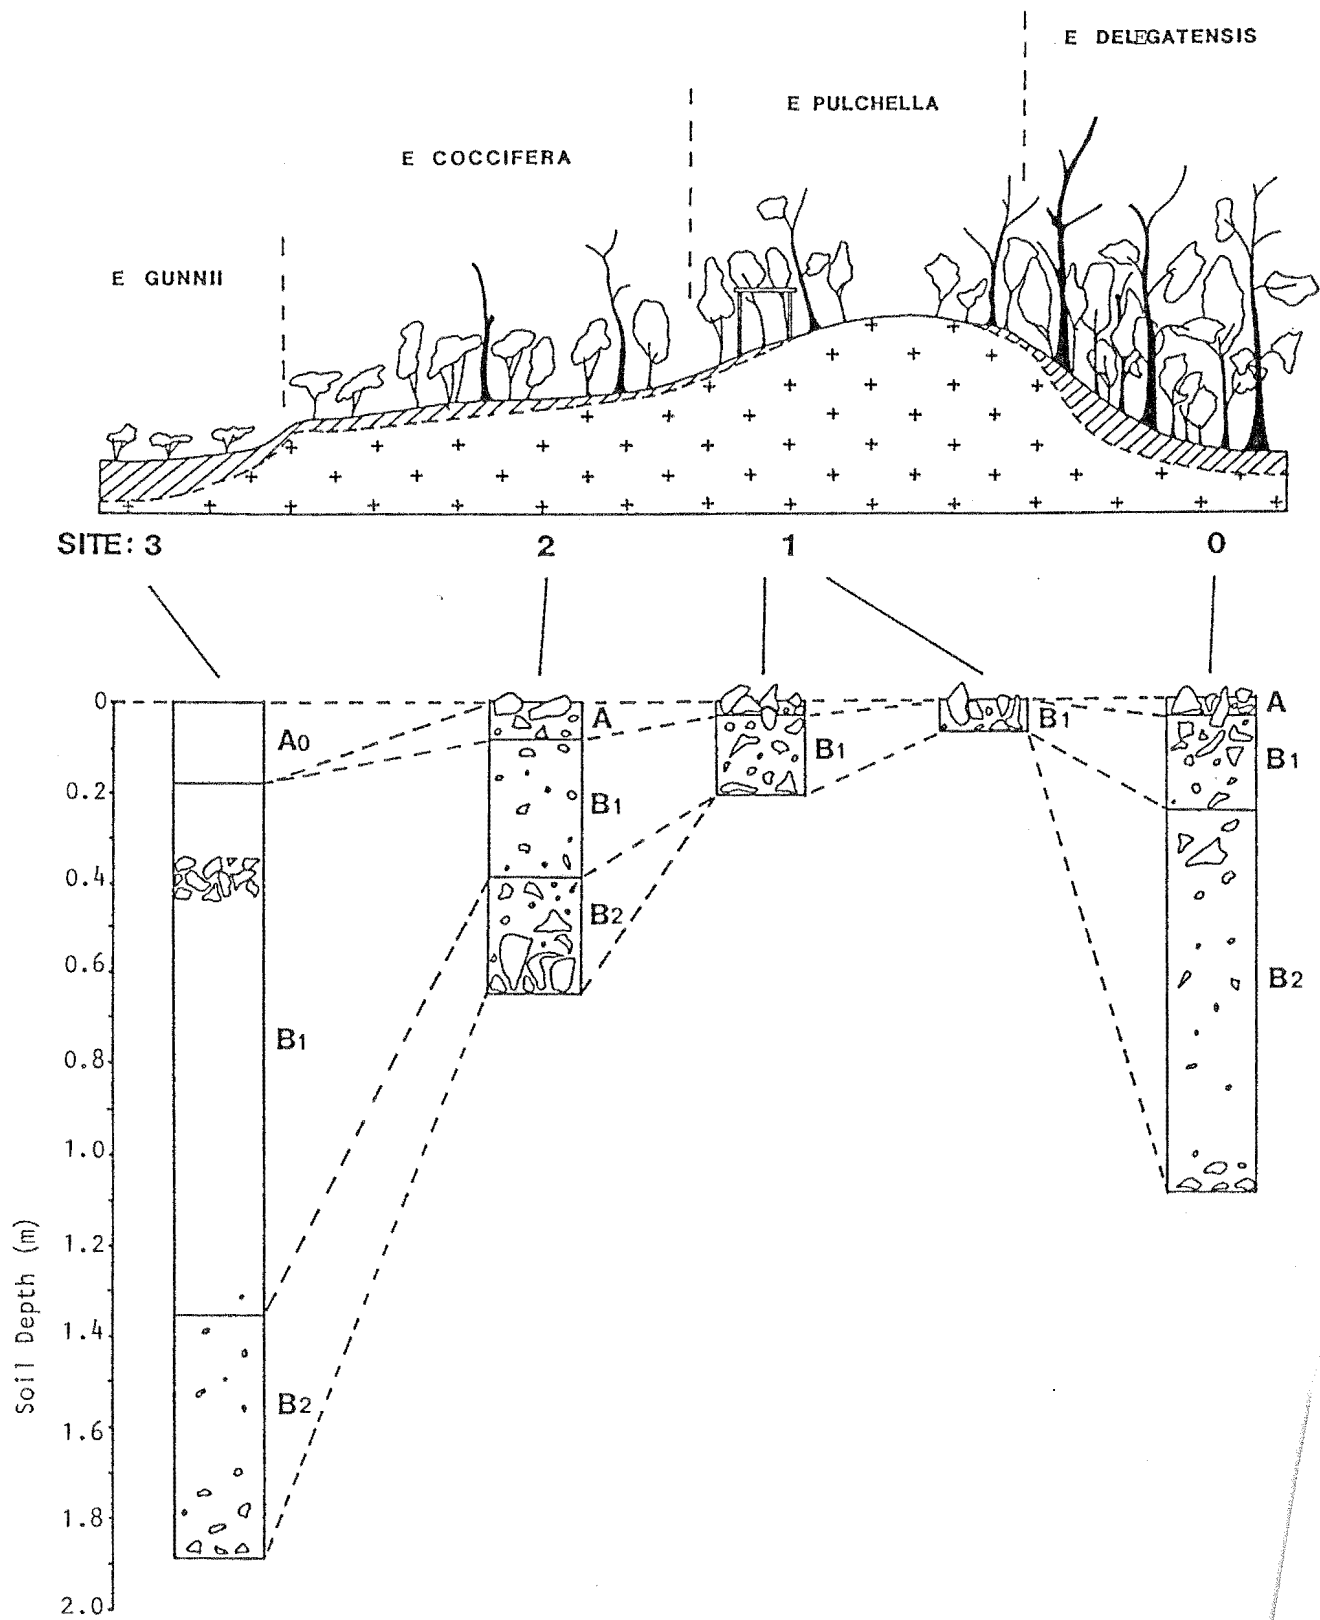 E DELEGATENSIS
E PULCHELLA
E COCCIFERA
E GUNNII
SITE: 3 2 1 0
0
0.2
0.4
0.6
0.8
1.0
1.2
1.4
1.6
1.8
2.0
Soil Depth (m)
A0
B1
B2
A
B1
B2
B1
B1
A
B1
B2